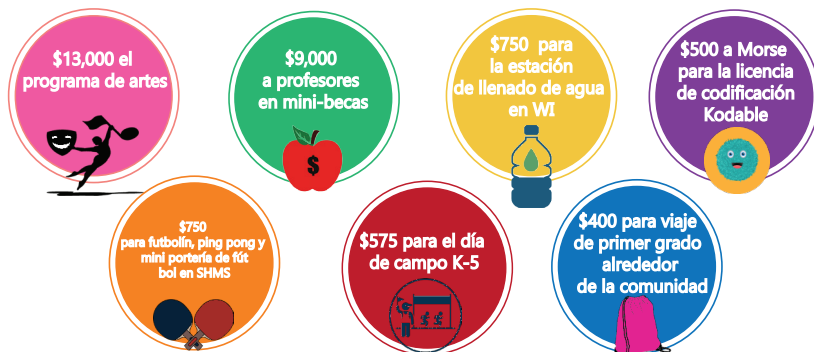 $13,000 el
programa de artes
$9,000
a profesores
en mini-becas
$750 para
la estación
de llenado de agua
en WI
$500 a Morse
para la licencia
de codificación
Kodable
$
$750
para futbolín, ping pong y
mini portería de fút
bol en SHMS
$575 para el día
de campo K-5
$400 para viaje
de primer grado
alrededor
de la comunidad